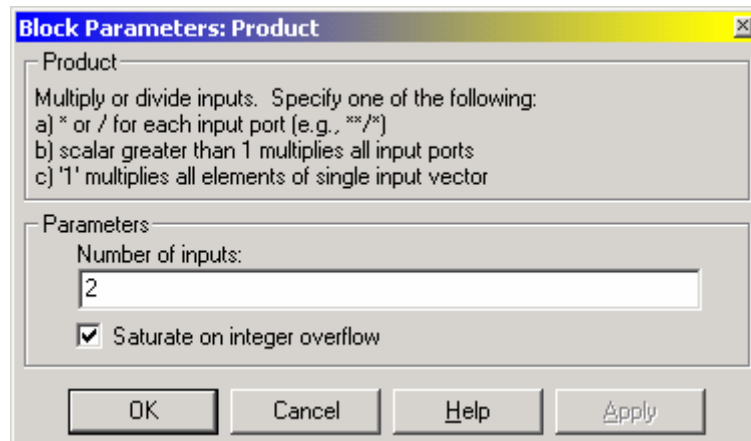 Block Parameters: Product
Product
Multiply or divide inputs.  Specify one of the following:
a) * or / for each input port (e.g., **/*)
b) scalar greater than 1 multiplies all input ports
c) '1' multiplies all elements of single input vector
Parameters
Number of inputs:
2
Saturate on integer overflow
OK
Cancel
Help
Apply